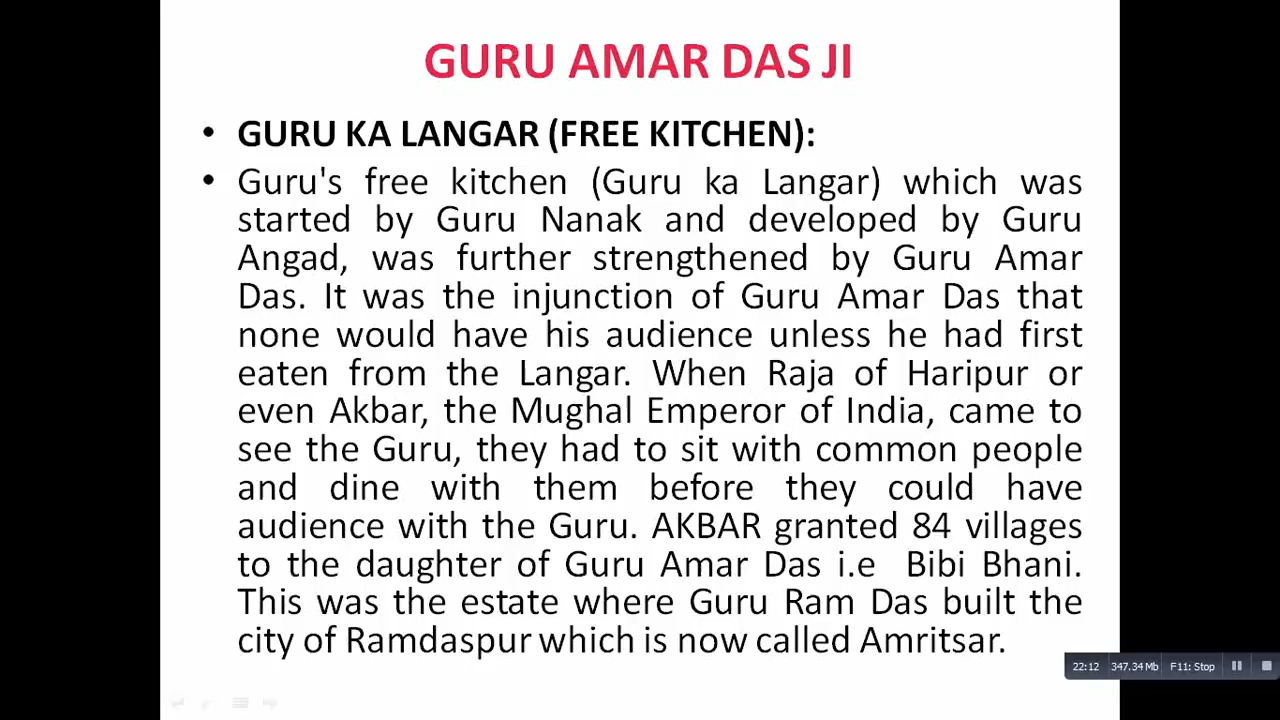 GURU AMAR DAS JI
• GURU KA LANGAR (FREE KITCHEN):
• Guru's free kitchen (Guru ka Langar) which was
started by Guru Nanak and developed by Guru
Angad, was further strengthened by Guru Amar
Das. It was the injunction of Guru Amar Das that
none would have his audience unless he had first
eaten from the Langar. When Raja of Haripur or
even Akbar, the Mughal Emperor of India, came to
see the Guru, they had to sit with common people
and dine with them before they could have
audience with the Guru. AKBAR granted 84 villages
to the daughter of Guru Amar Das i.e Bibi Bhani.
This was the estate where Guru Ram Das built the
city of Ramdaspur which is now called Amritsar.
22:12 347.34 Mb F11: Stop